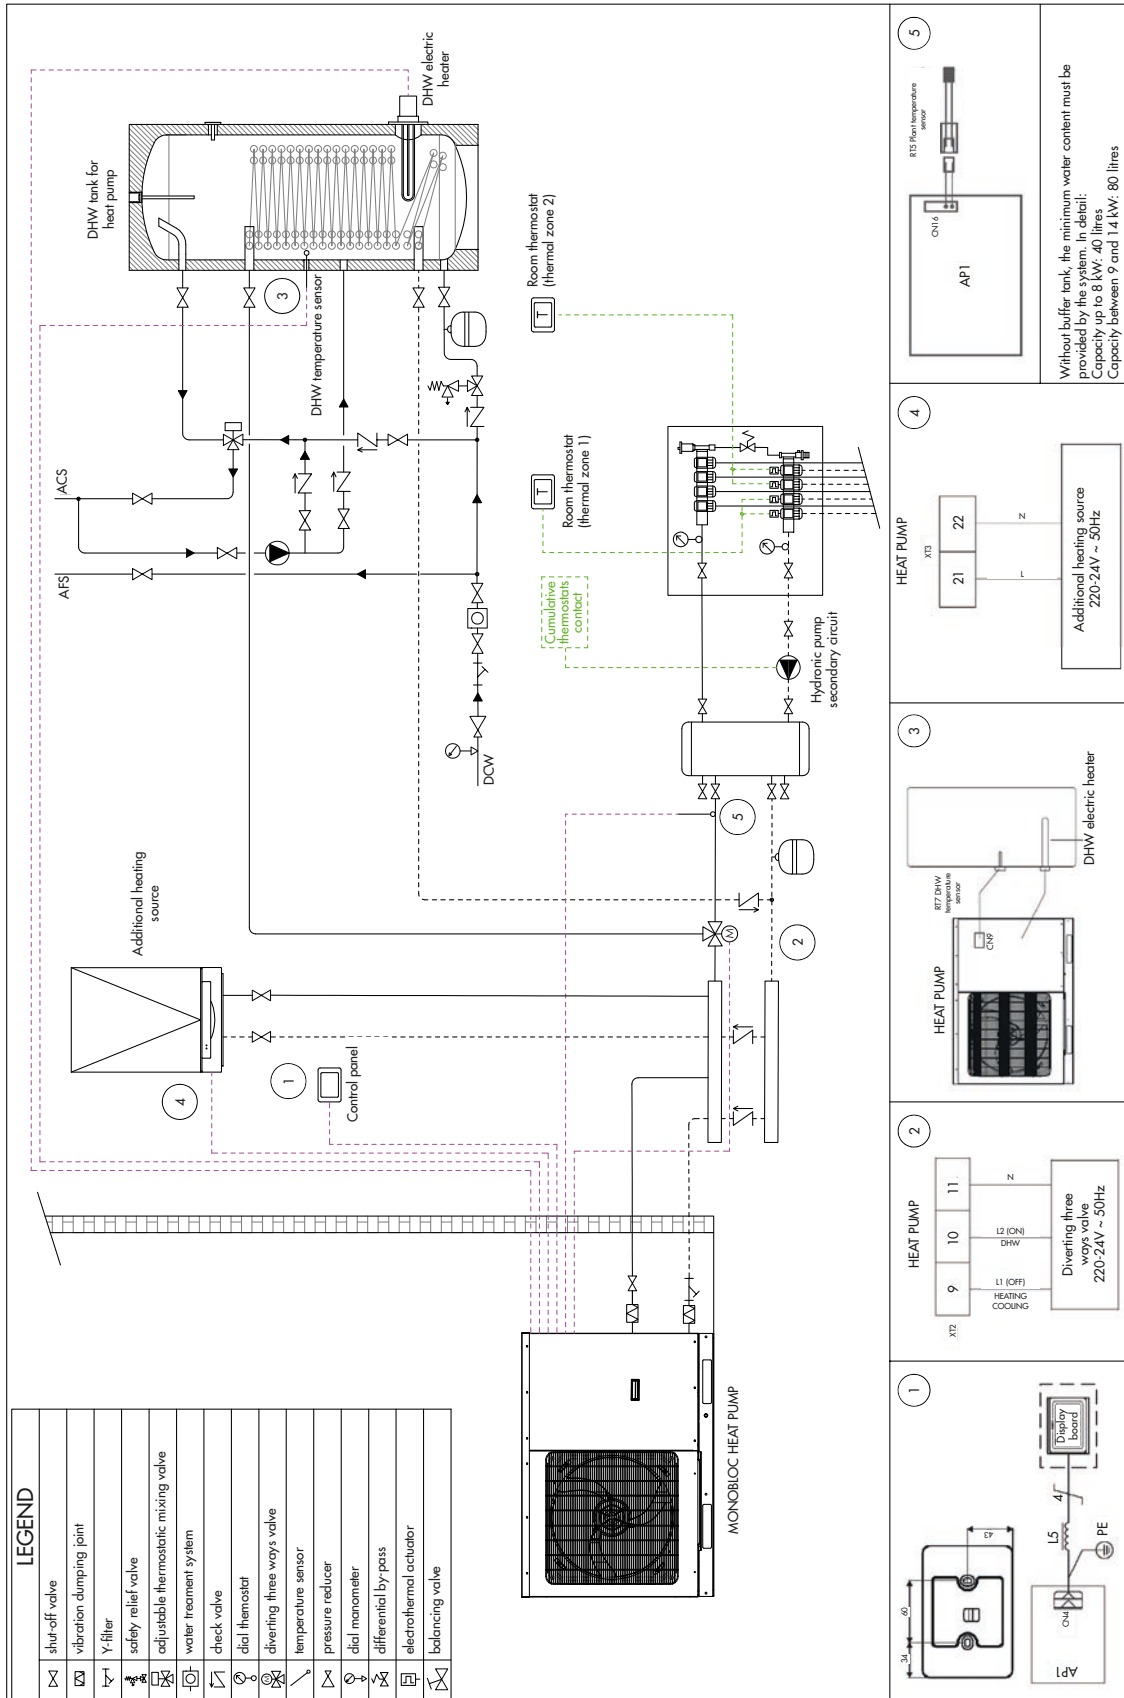 LEGEND
shut-off valve
vibration dumping joint
Y-filter
safety relief valve
adjustable thermostatic mixing valve
water treament system
check valve
dial themostat
diverting three ways valve
temperature sensor
pressure reducer
dial manometer
differential by-pass
electrothermal actuator
balancing valve
M
MONOBLOC HEAT PUMP
4
Additional heating
source
1
Control panel
2
M
5
3
DHW tank for
heat pump
DHW electric
heater
DHW temperature sensor
ACS
AFS
DCW
T
Room thermostat
(thermal zone 1)
T
Room thermostat
(thermal zone 2)
Cumulative
thermostats
contact
Hydronic pump
secondary circuit
1
34
60
43
AP1
CN4
PE
L5
4
Display
board
2
HEAT PUMP
XT2
9
10
11
L1 (OFF)
HEATING
COOLING
L2 (ON)
DHW
N
Diverting three
ways valve
220-24V ~ 50Hz
3
HEAT PUMP
CN9
RT7 DHW
temperature
sensor
DHW electric heater
4
HEAT PUMP
XT3
21
22
L
N
Additional heating source
220-24V ~ 50Hz
5
RT5 Plant temperature
sensor
CN16
AP1
Without buffer tank, the minimum water content must be
provided by the system. In detail:
Capacity up to 8 kW: 40 litres
Capacity between 9 and 14 kW: 80 litres